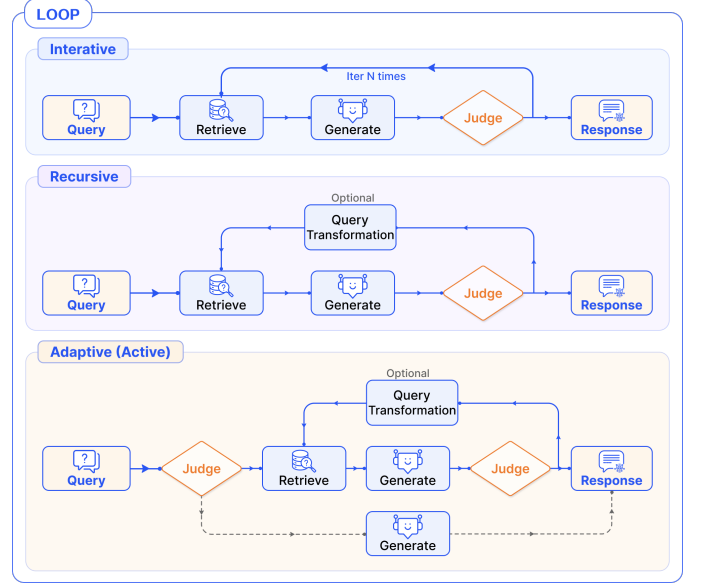 LOOP
Interative
Iter N times
Query
Retrieve
Generate
Judge
Response
Recursive
Optional
Query
Transformation
Query
Retrieve
Generate
Judge
Response
Adaptive (Active)
Optional
Query
Transformation
Query
Judge
Retrieve
Generate
Judge
Response
Generate